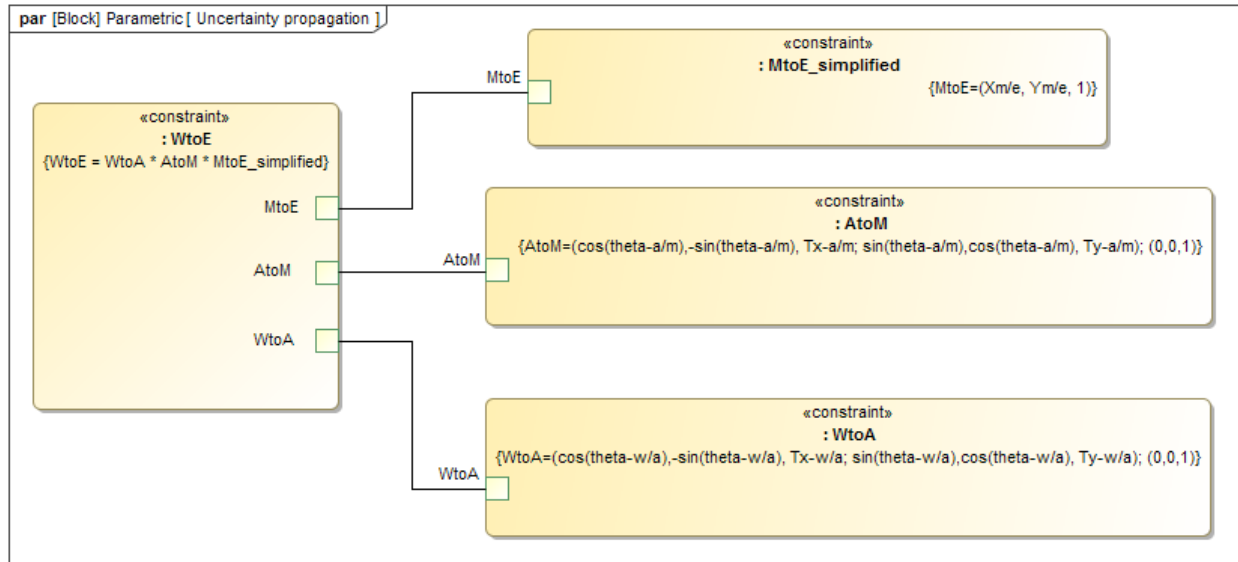 par [Block] Parametric [ Uncertainty propagation ]
«constraint»
: WtoE
{WtoE = WtoA * AtoM * MtoE_simplified}
MtoE
AtoM
WtoA
MtoE
«constraint»
: MtoE_simplified
{MtoE=(Xm/e, Ym/e, 1)}
AtoM
«constraint»
: AtoM
{AtoM=(cos(theta-a/m),-sin(theta-a/m), Tx-a/m; sin(theta-a/m),cos(theta-a/m), Ty-a/m); (0,0,1)}
WtoA
«constraint»
: WtoA
{WtoA=(cos(theta-w/a),-sin(theta-w/a), Tx-w/a; sin(theta-w/a),cos(theta-w/a), Ty-w/a); (0,0,1)}